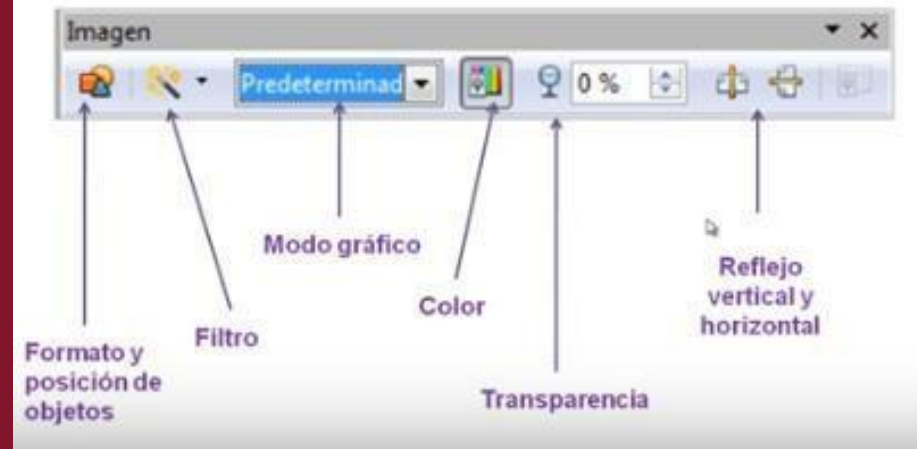 Imagen
Predeterminad
0 %
Modo gráfico
Color
Reflejo
vertical y
horizontal
Filtro
Formato y
posición de
objetos
Transparencia